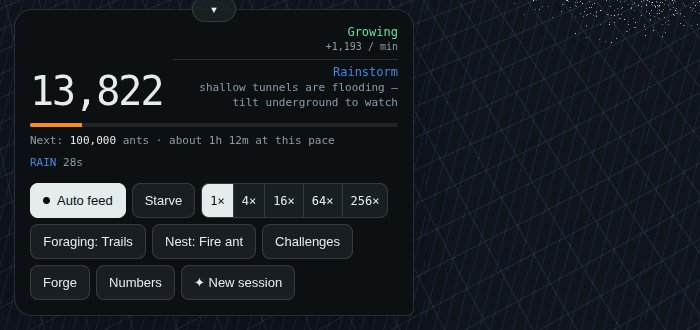 ▼
Growing
+1,193 / min
13,822
Rainstorm
shallow tunnels are flooding —
tilt underground to watch
Next: 100,000 ants · about 1h 12m at this pace
RAIN 28s
● Auto feed Starve 1× 4× 16× 64× 256×
Foraging: Trails Nest: Fire ant Challenges
Forge Numbers ✦ New session